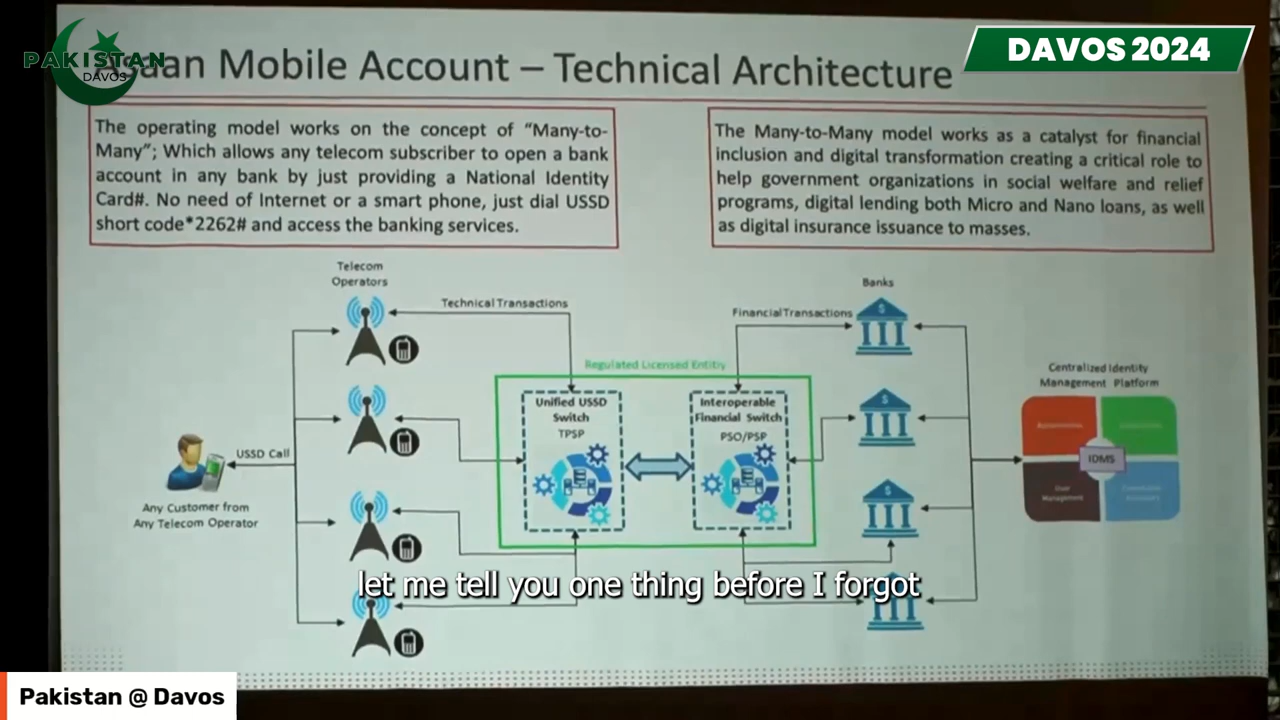 PAKISTAN
DAVOS
DAVOS 2024
aan Mobile Account – Technical Architecture
The operating model works on the concept of “Many-to-
Many”; Which allows any telecom subscriber to open a bank
account in any bank by just providing a National Identity
Card#. No need of Internet or a smart phone, just dial USSD
short code*2262# and access the banking services.
The Many-to-Many model works as a catalyst for financial
inclusion and digital transformation creating a critical role to
help government organizations in social welfare and relief
programs, digital lending both Micro and Nano loans, as well
as digital insurance issuance to masses.
Telecom
Operators
Technical Transactions
Banks
Financial Transactions
Regulated Licensed Entitiy
Unified USSD
Switch
TPSP
Interoperable
Financial Switch
PSO/PSP
Centralized Identity
Management Platform
IDMS
User
Management
USSD Call
Any Customer from
Any Telecom Operator
let me tell you one thing before I forgot
Pakistan @ Davos